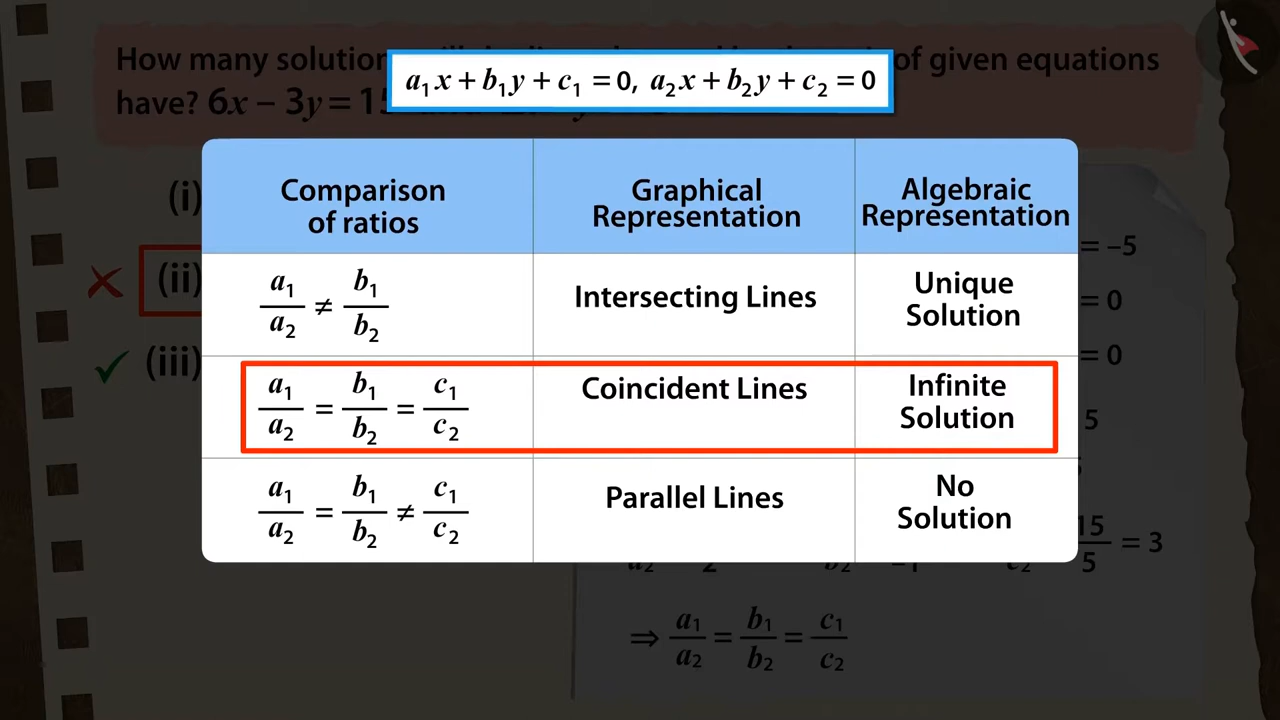 How many solution of given equations
a₁x + b₁y + c₁ = 0, a₂x + b₂y + c₂ = 0
have? 6x – 3y = 15
Comparison of ratios
Graphical Representation
Algebraic Representation
(i)
= –5
a₁/a₂ ≠ b₁/b₂
Intersecting Lines
Unique Solution
(ii)
= 0
(iii)
= 0
a₁/a₂ = b₁/b₂ = c₁/c₂
Coincident Lines
Infinite Solution
5
a₁/a₂ = b₁/b₂ ≠ c₁/c₂
Parallel Lines
No Solution
15/5 = 3
⇒ a₁/a₂ = b₁/b₂ = c₁/c₂